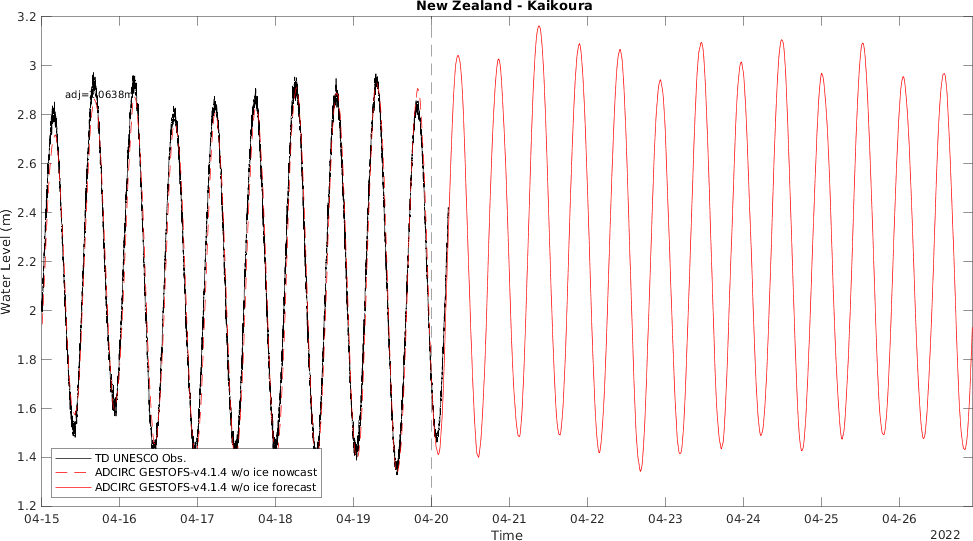 New Zealand - Kaikoura
3.2
3
2.8
2.6
2.4
2.2
2
1.8
1.6
1.4
1.2
Water Level (m)
TD UNESCO Obs.
ADCIRC GESTOFS-v4.1.4 w/o ice nowcast
ADCIRC GESTOFS-v4.1.4 w/o ice forecast
04-15 04-16 04-17 04-18 04-19 04-20 04-21 04-22 04-23 04-24 04-25 04-26
Time
2022